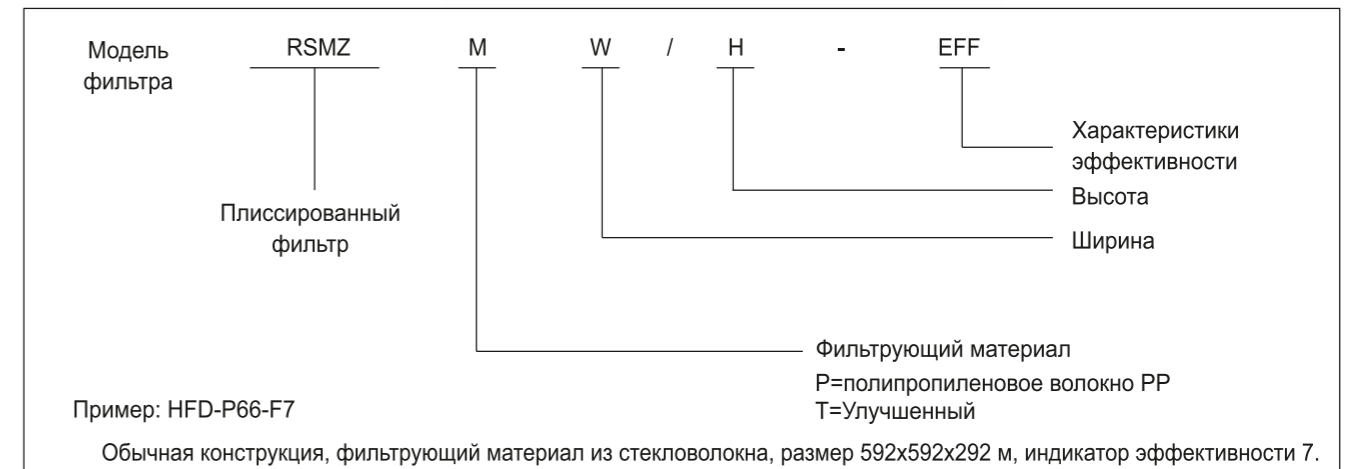 Модель фильтра RSMZ M W / H - EFF
Характеристики эффективности
Высота
Плиссированный фильтр
Ширина
Фильтрующий материал
P=полипропиленовое волокно PP
T=Улучшенный
Пример: HFD-P66-F7
Обычная конструкция, фильтрующий материал из стекловолокна, размер 592x592x292 м, индикатор эффективности 7.